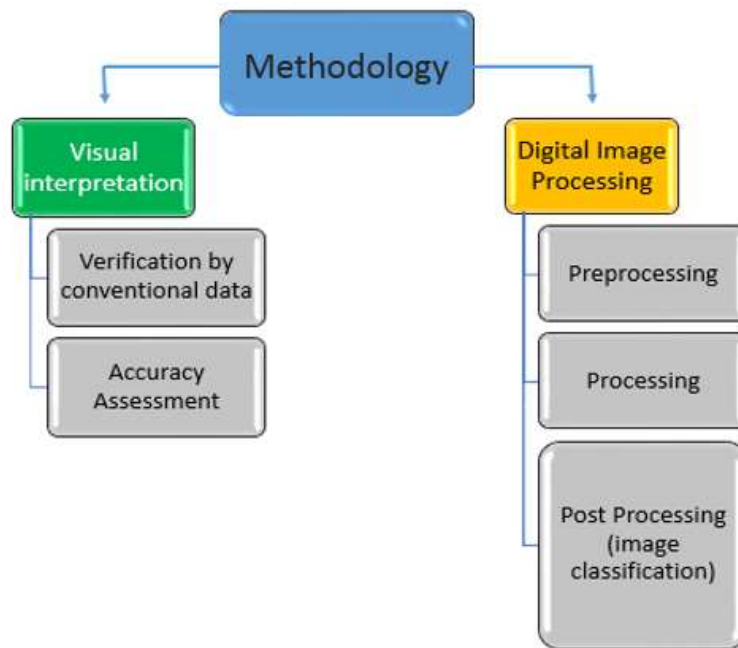 Methodology
Visual
interpretation
Verification by
conventional data
Accuracy
Assessment
Digital Image
Processing
Preprocessing
Processing
Post Processing
(image
classification)